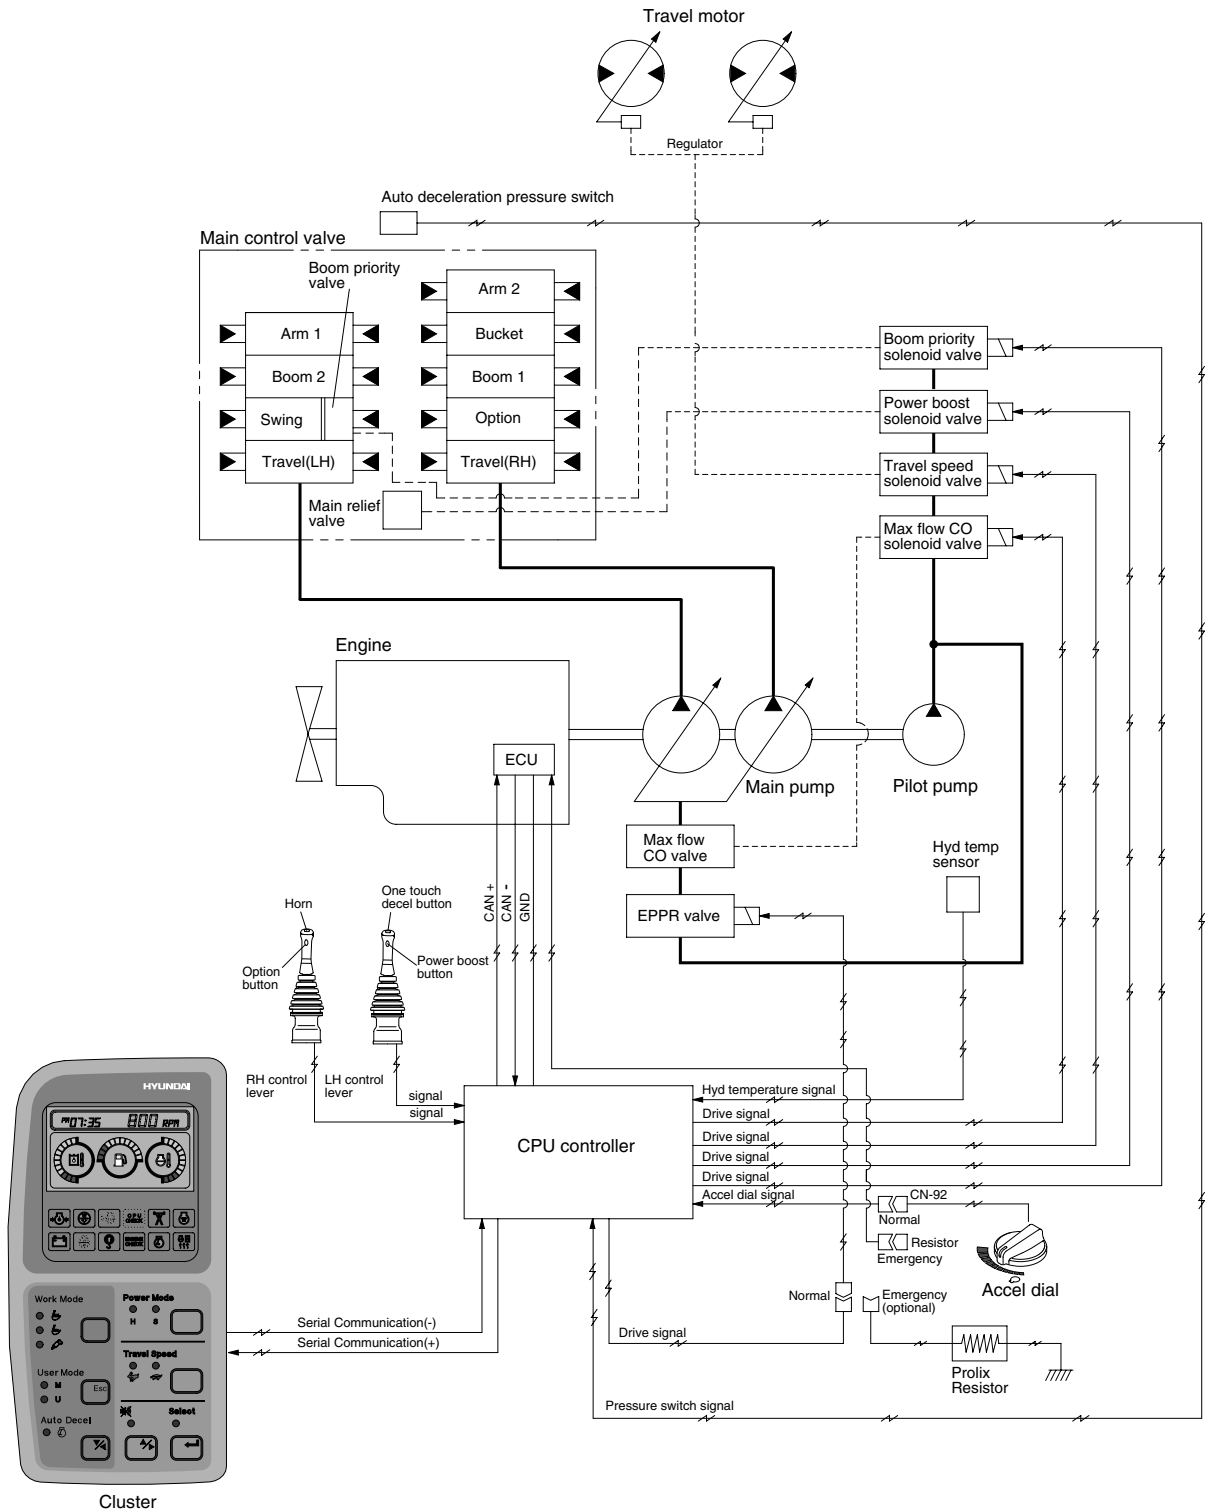 Travel motor
Regulator
Auto deceleration pressure switch
Main control valve
Boom priority
valve
Arm 2
Arm 1
Bucket
Boom 2
Boom 1
Swing
Option
Travel(LH)
Travel(RH)
Main relief
valve
Boom priority
solenoid valve
Power boost
solenoid valve
Travel speed
solenoid valve
Max flow CO
solenoid valve
Engine
ECU
Main pump
Pilot pump
Max flow
CO valve
Hyd temp
sensor
EPPR valve
CAN +
CAN -
GND
Horn
One touch
decel button
Option
button
Power boost
button
RH control
lever
LH control
lever
signal
signal
CPU controller
Hyd temperature signal
Drive signal
Drive signal
Drive signal
Drive signal
Accel dial signal
CN-92
Normal
Resistor
Emergency
Accel dial
Normal
Emergency
(optional)
Drive signal
Prolix
Resistor
Pressure switch signal
Serial Communication(-)
Serial Communication(+)
HYUNDAI
PM 07:35 800 RPM
CPU
CHECK
ENGINE
CHECK
Work Mode
Power Mode
H S
Travel Speed
User Mode
M
U
Esc
Auto Decel
Select
Cluster